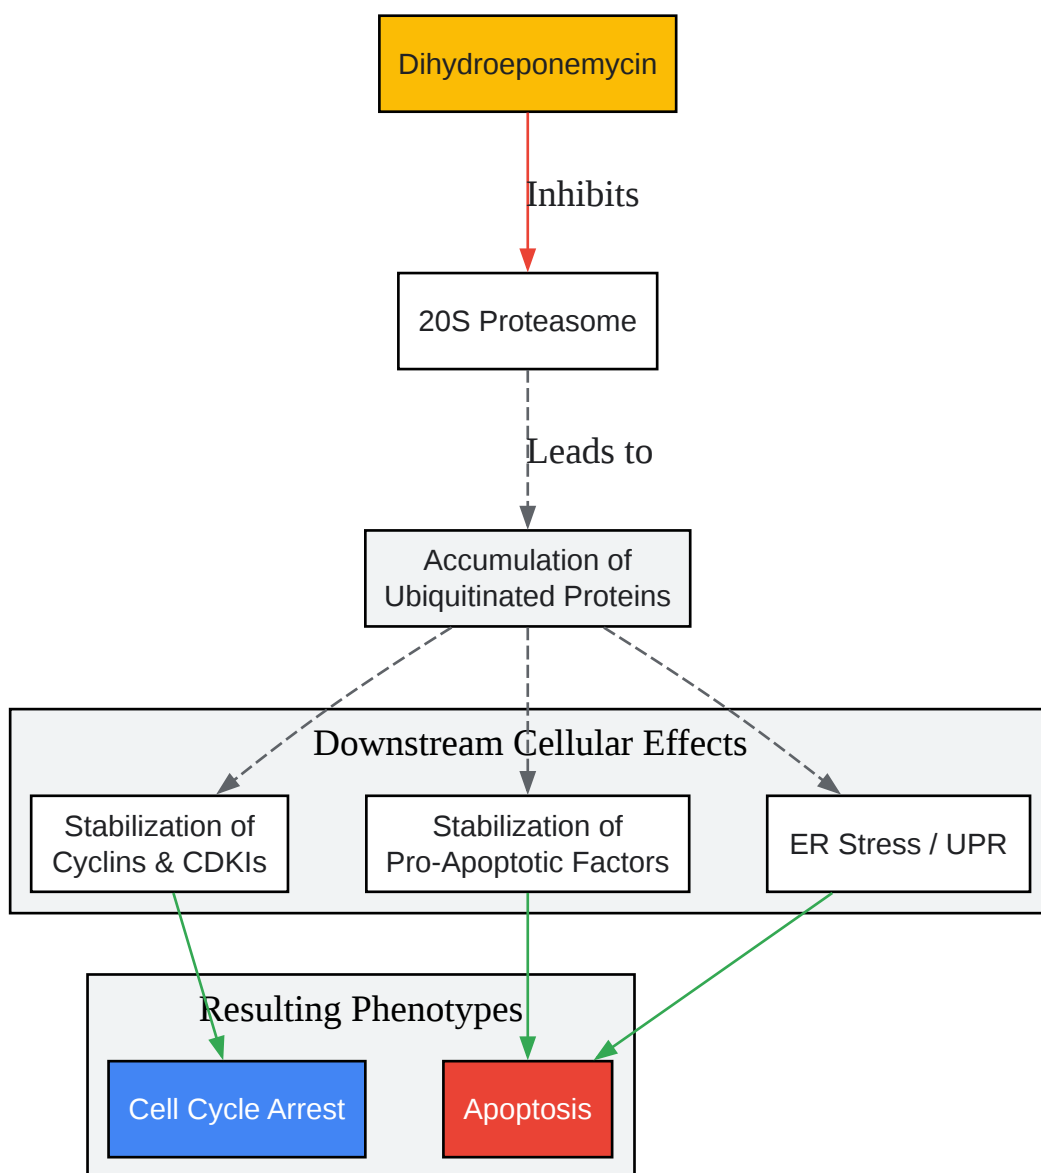 Dihydroeponemycin
Inhibits
20S Proteasome
Leads to
Accumulation of
Ubiquitinated Proteins
Downstream Cellular Effects
Stabilization of
Cyclins & CDKIs
Stabilization of
Pro-Apoptotic Factors
ER Stress / UPR
Resulting Phenotypes
Cell Cycle Arrest
Apoptosis